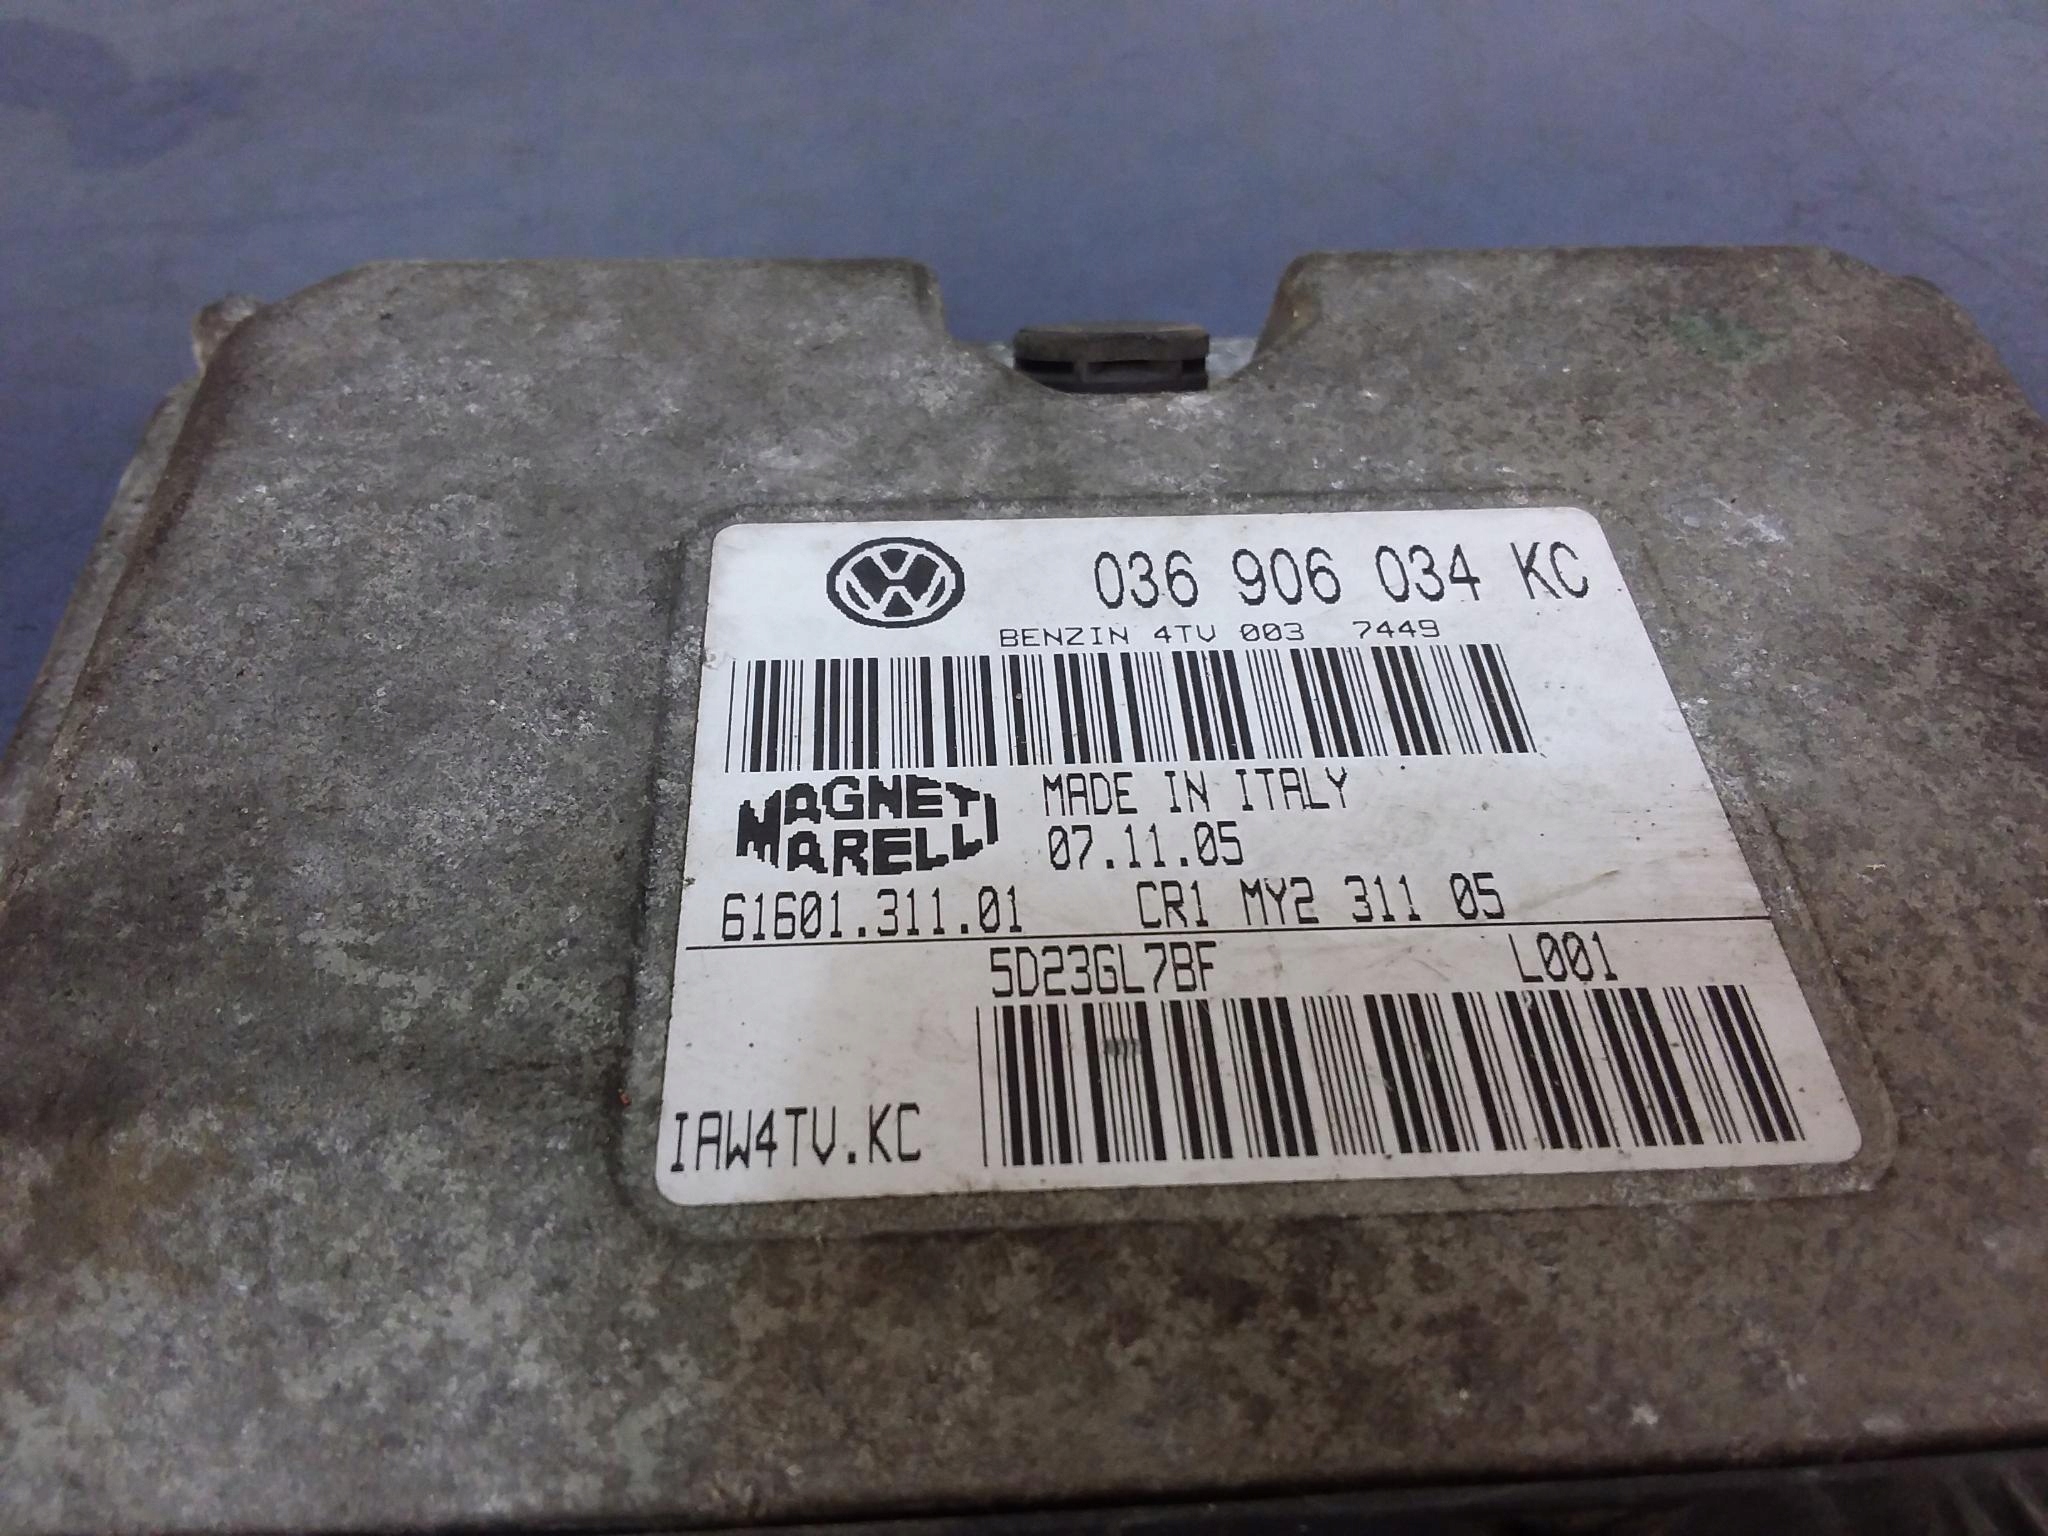 036 906 034 KC
BENZIN 4TV 003 7449
MAGNETI MARELLI
MADE IN ITALY
07.11.05
61601.311.01 CR1 MY2 311 05
5D23GL7BF L001
IAW4TV.KC